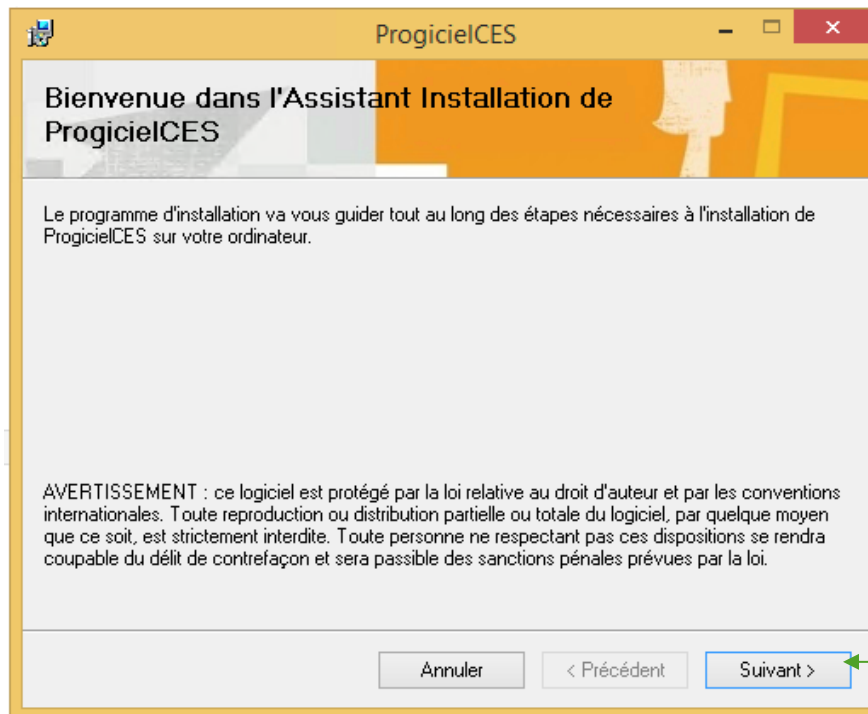 ProgicielCES
Bienvenue dans l'Assistant Installation de
ProgicielCES
Le programme d'installation va vous guider tout au long des étapes nécessaires à l'installation de
ProgicielCES sur votre ordinateur.
AVERTISSEMENT : ce logiciel est protégé par la loi relative au droit d'auteur et par les conventions
internationales. Toute reproduction ou distribution partielle ou totale du logiciel, par quelque moyen
que ce soit, est strictement interdite. Toute personne ne respectant pas ces dispositions se rendra
coupable du délit de contrefaçon et sera passible des sanctions pénales prévues par la loi.
Annuler < Précédent Suivant >